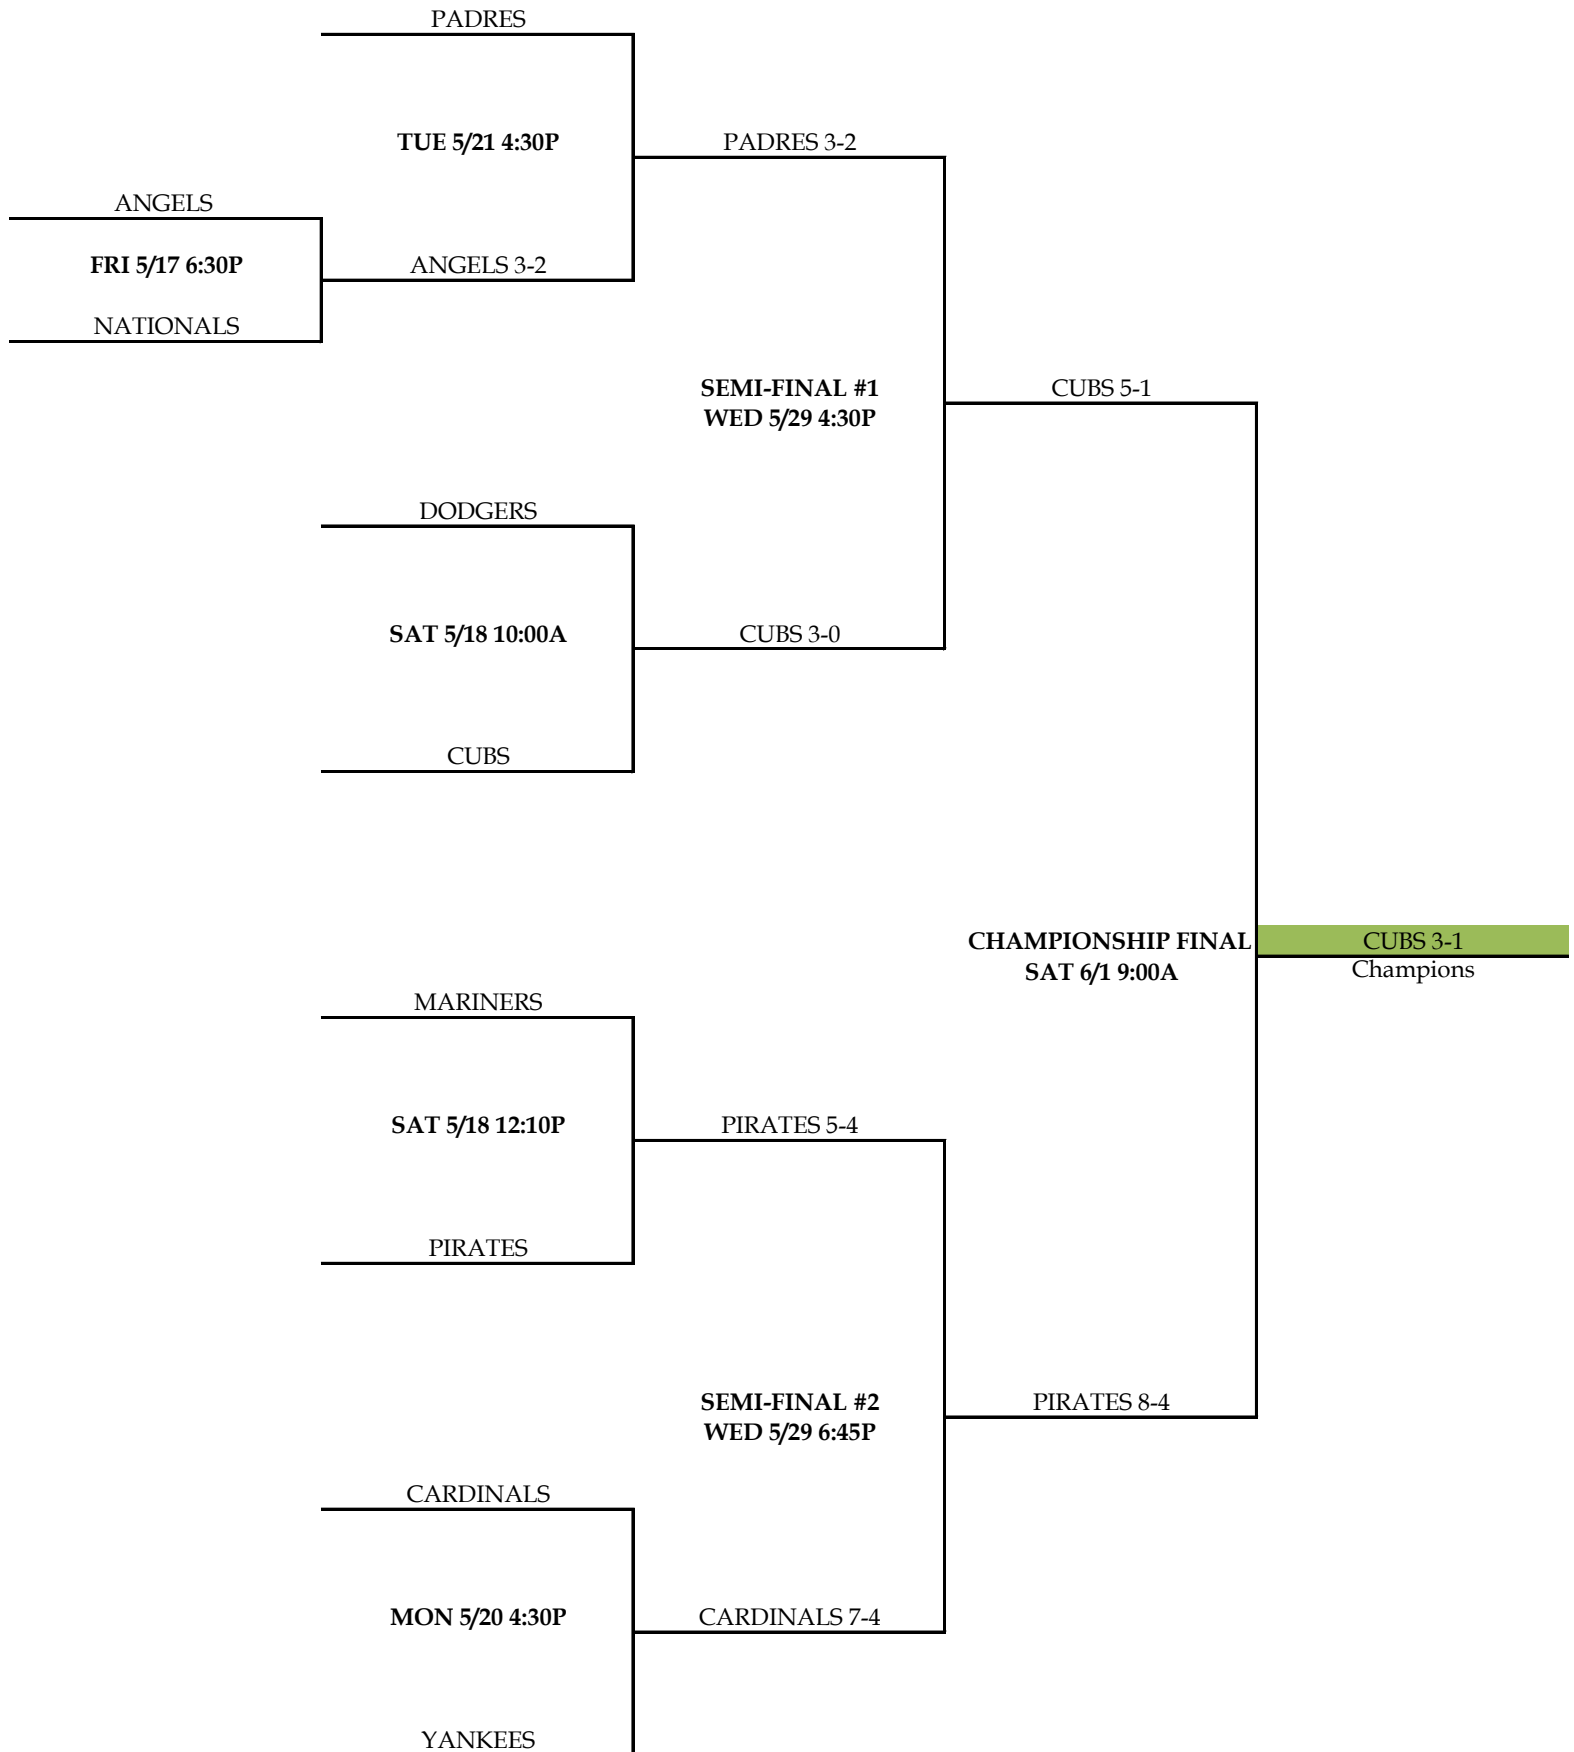 PADRES
TUE 5/21 4:30P
PADRES 3-2
ANGELS
FRI 5/17 6:30P
ANGELS 3-2
NATIONALS
SEMI-FINAL #1
WED 5/29 4:30P
CUBS 5-1
DODGERS
SAT 5/18 10:00A
CUBS 3-0
CUBS
CHAMPIONSHIP FINAL
SAT 6/1 9:00A
CUBS 3-1
Champions
MARINERS
SAT 5/18 12:10P
PIRATES 5-4
PIRATES
SEMI-FINAL #2
WED 5/29 6:45P
PIRATES 8-4
CARDINALS
MON 5/20 4:30P
CARDINALS 7-4
YANKEES